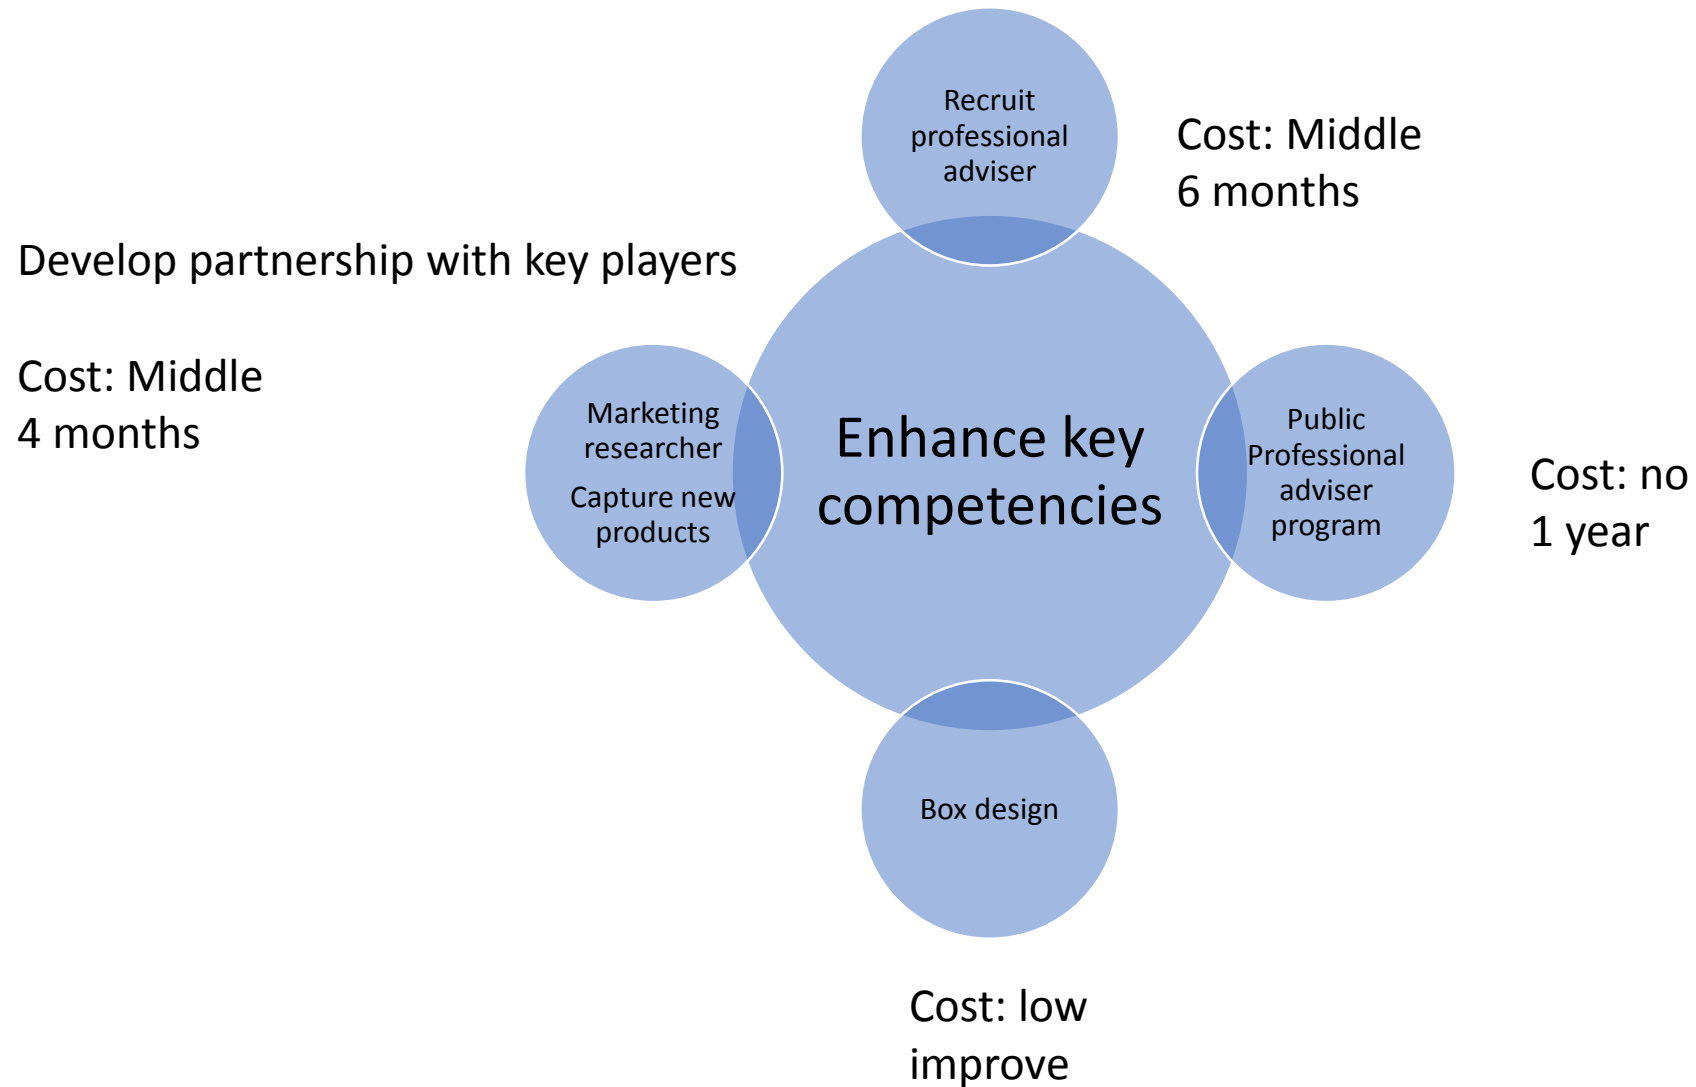 Recruit
professional
adviser
Cost: Middle
6 months
Develop partnership with key players
Cost: Middle
4 months
Marketing
researcher
Capture new
products
Enhance key
competencies
Public
Professional
adviser
program
Cost: no
1 year
Box design
Cost: low
improve